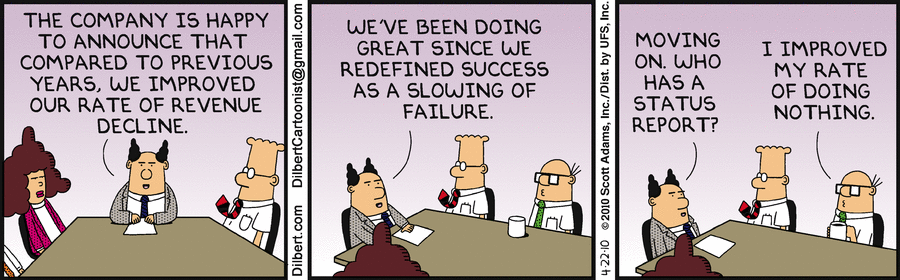 THE COMPANY IS HAPPY
TO ANNOUNCE THAT
COMPARED TO PREVIOUS
YEARS, WE IMPROVED
OUR RATE OF REVENUE
DECLINE.
Dilbert.com DilbertCartoonist@gmail.com
WE'VE BEEN DOING
GREAT SINCE WE
REDEFINED SUCCESS
AS A SLOWING OF
FAILURE.
4-22-10 © 2010 Scott Adams, Inc./Dist. by UFS, Inc.
MOVING
ON. WHO
HAS A
STATUS
REPORT?
I IMPROVED
MY RATE
OF DOING
NOTHING.